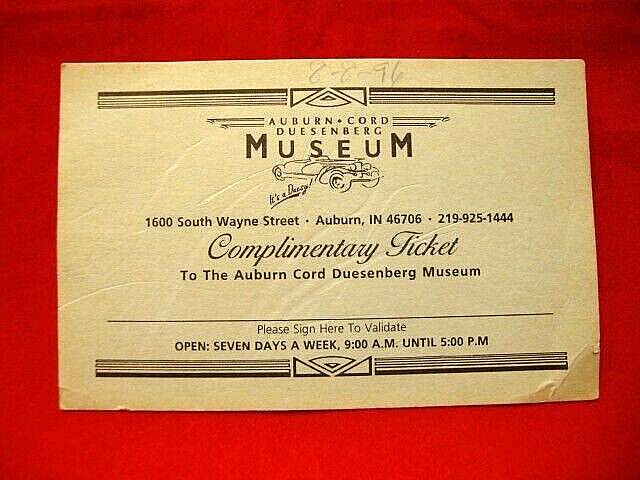 8-8-96
AUBURN • CORD
DUESENBERG
MUSEUM
It's a Duesy!
1600 South Wayne Street · Auburn, IN 46706 · 219-925-1444
Complimentary Ticket
To The Auburn Cord Duesenberg Museum
Please Sign Here To Validate
OPEN: SEVEN DAYS A WEEK, 9:00 A.M. UNTIL 5:00 P.M